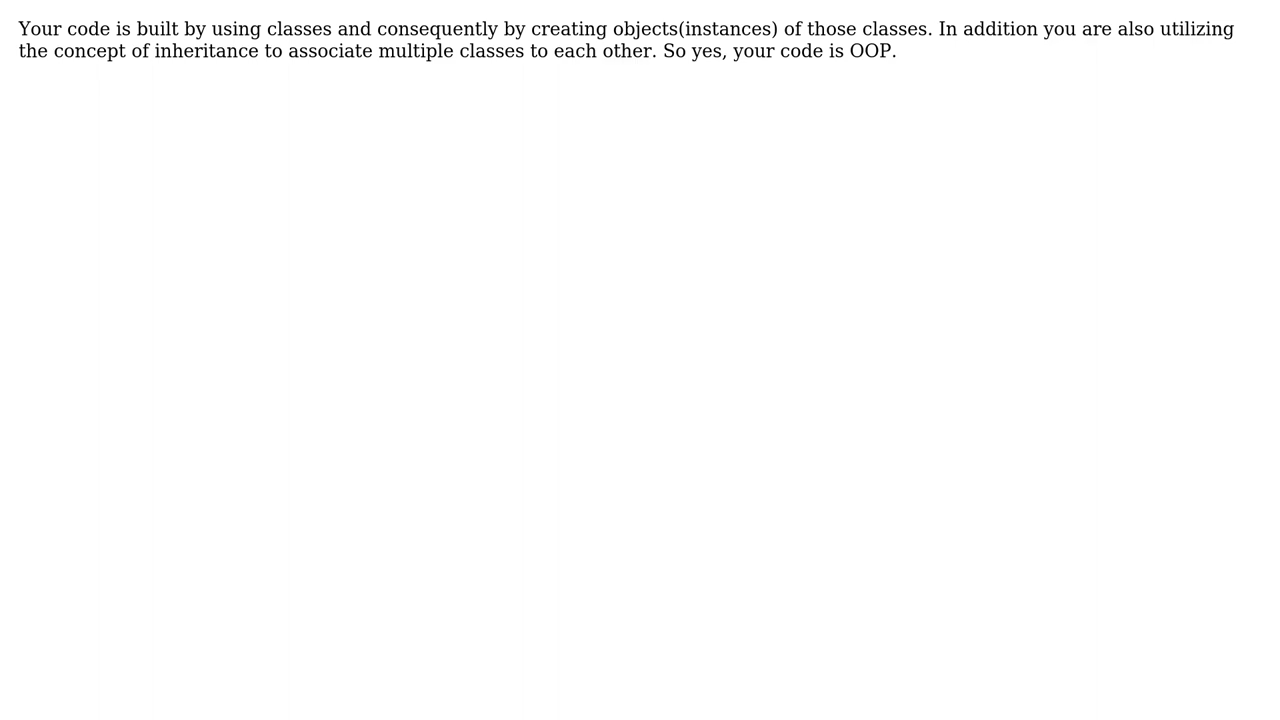 Your code is built by using classes and consequently by creating objects(instances) of those classes. In addition you are also utilizing
the concept of inheritance to associate multiple classes to each other. So yes, your code is OOP.